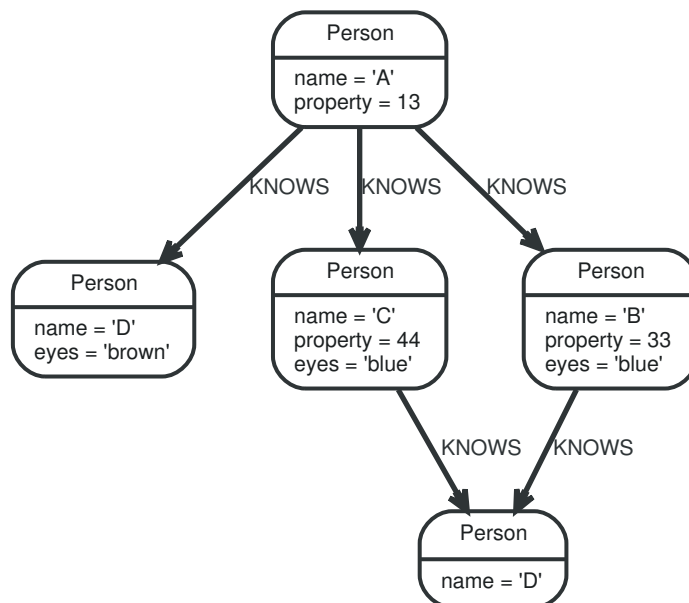 Person
name = 'A'
property = 13
KNOWS
KNOWS
KNOWS
Person
name = 'D'
eyes = 'brown'
Person
name = 'C'
property = 44
eyes = 'blue'
Person
name = 'B'
property = 33
eyes = 'blue'
KNOWS
KNOWS
Person
name = 'D'